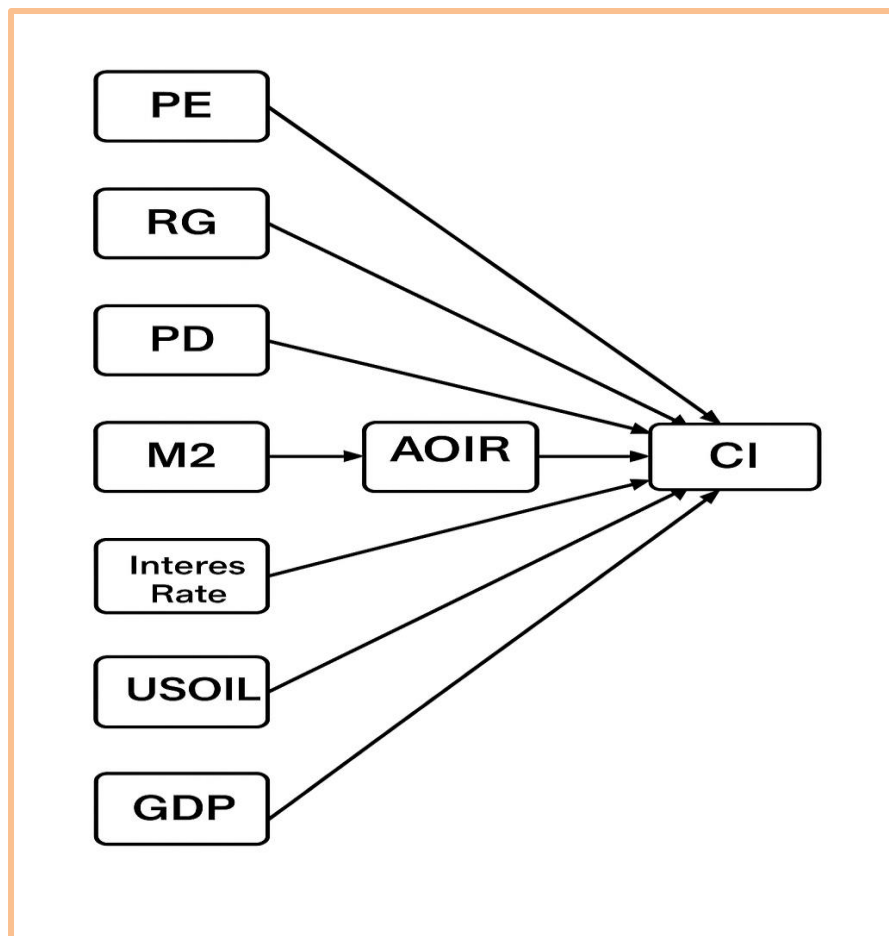 PE
RG
PD
M2
AOIR
CI
Interes
Rate
USOIL
GDP